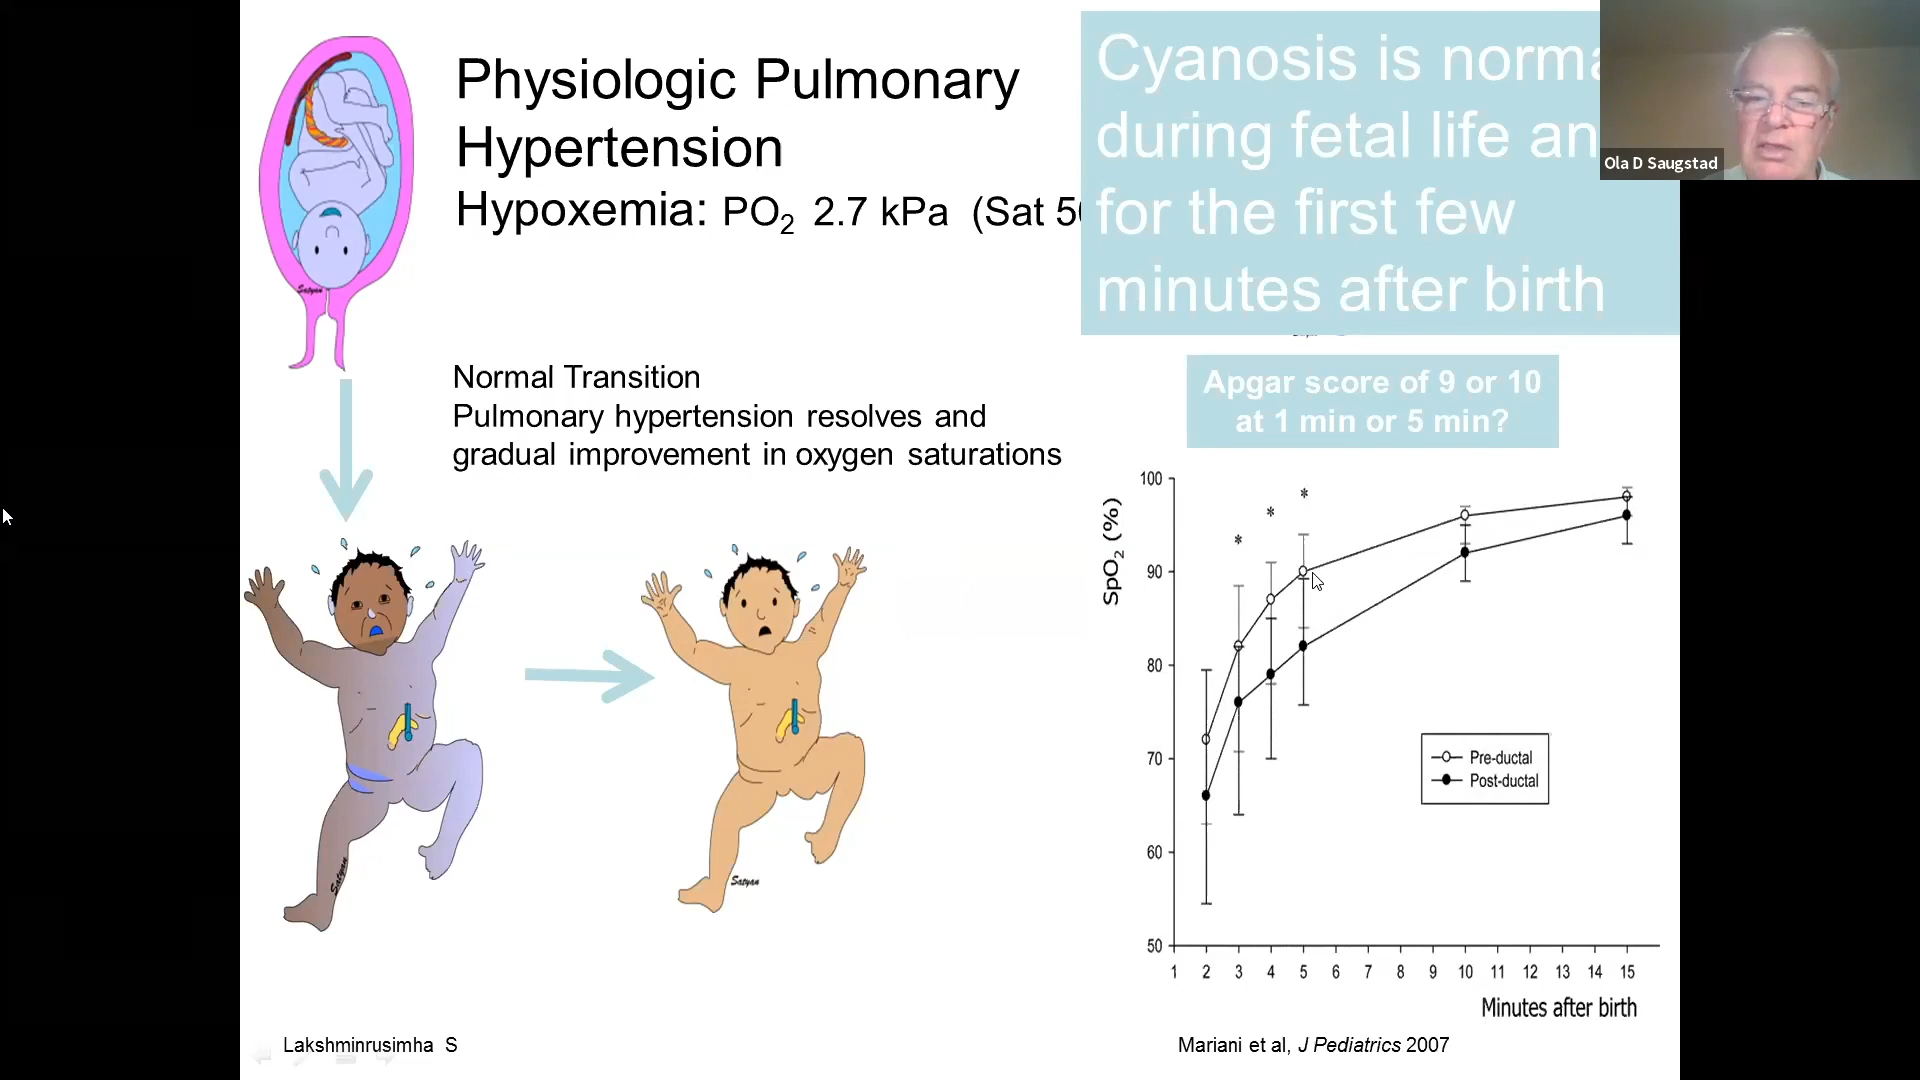 Physiologic Pulmonary
Hypertension
Hypoxemia: PO2 2.7 kPa (Sat
Cyanosis is
during fetal life
for the first few
minutes after birth
Ola D Saugstad
Satyan
Normal Transition
Pulmonary hypertension resolves and
gradual improvement in oxygen saturations
Apgar score of 9 or 10
at 1 min or 5 min?
SpO2 (%)
100
90
80
70
60
50
* * *
Pre-ductal
Post-ductal
1 2 3 4 5 6 7 8 9 10 11 12 13 14 15
Minutes after birth
Satyan
Satyan
Lakshminrusimha S
Mariani et al, J Pediatrics 2007